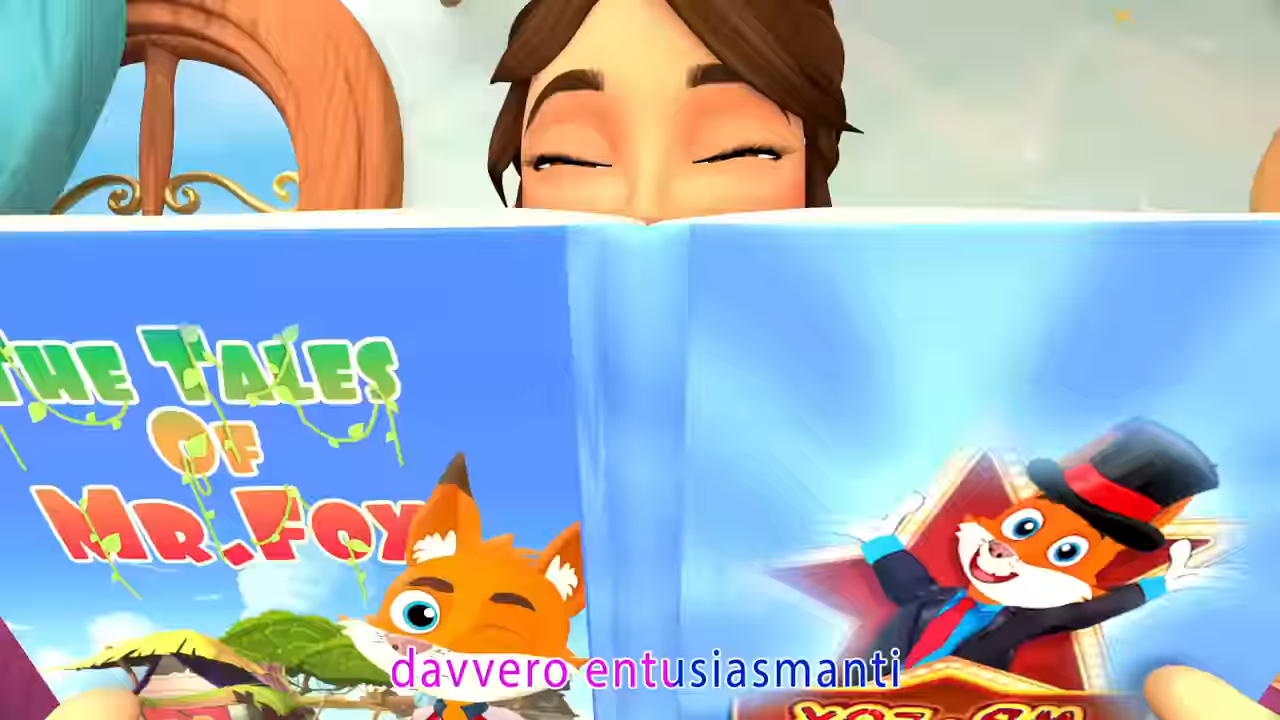 THE TALES
OF
MR. FOX
davvero entusiasmanti